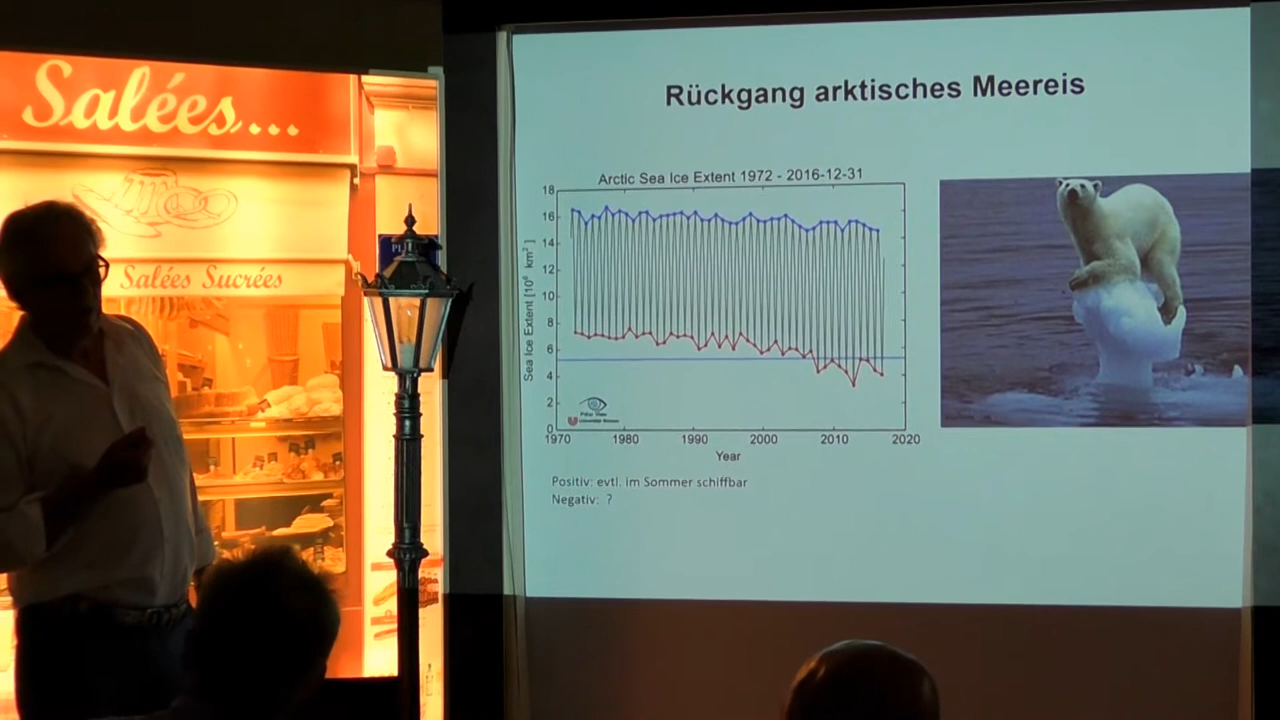 Salées...
Salées Sucrées
Rückgang arktisches Meereis
Arctic Sea Ice Extent 1972 - 2016-12-31
Sea Ice Extent [10⁶ km²]
18
16
14
12
10
8
6
4
2
0
1970 1980 1990 2000 2010 2020
Year
Positiv: evtl. im Sommer schiffbar
Negativ: ?